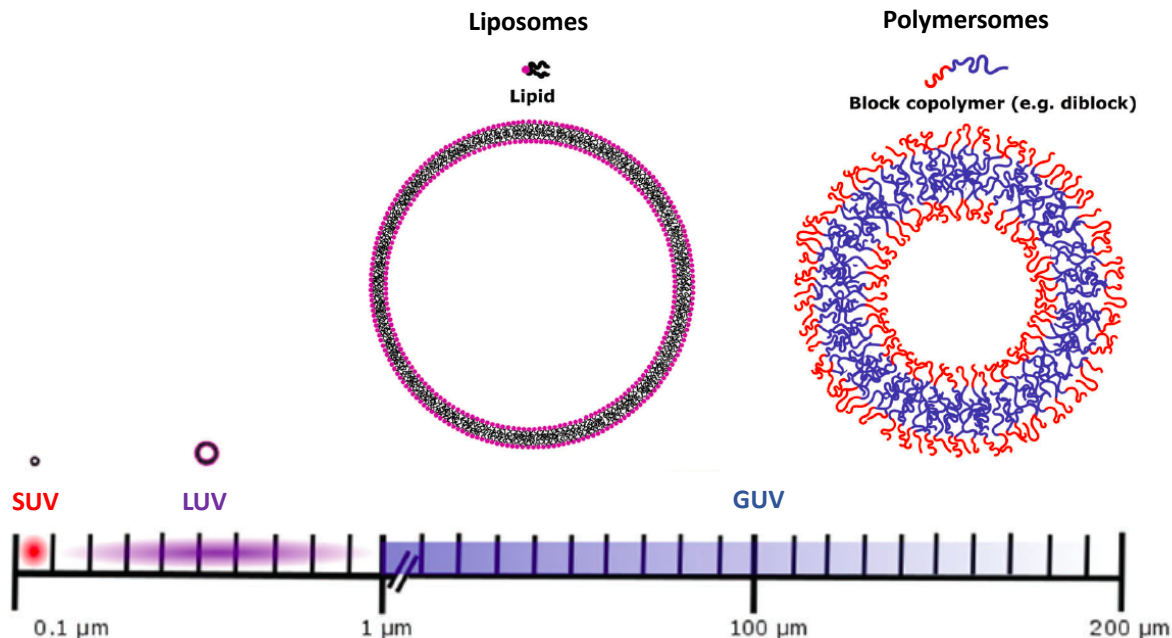 Liposomes
Polymersomes
Lipid
Block copolymer (e.g. diblock)
SUV
LUV
GUV
0.1 μm
1 μm
100 μm
200 μm